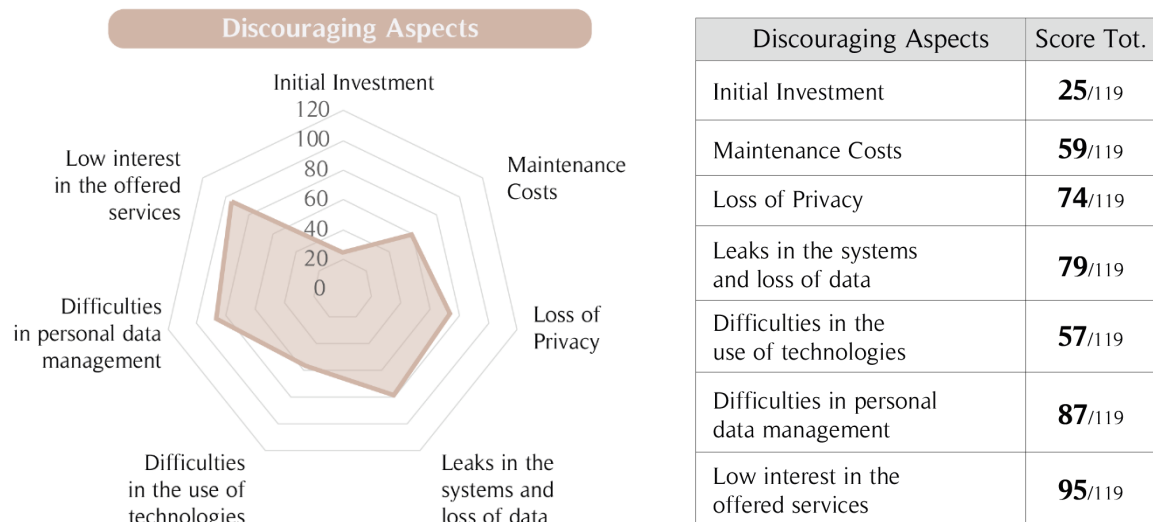 Discouraging Aspects
Initial Investment
120
100
80
60
40
20
0
Maintenance
Costs
Loss of
Privacy
Leaks in the
systems and
loss of data
Difficulties
in the use of
technologies
Difficulties
in personal data
management
Low interest
in the offered
services
Discouraging Aspects Score Tot.
Initial Investment 25/119
Maintenance Costs 59/119
Loss of Privacy 74/119
Leaks in the systems
and loss of data 79/119
Difficulties in the
use of technologies 57/119
Difficulties in personal
data management 87/119
Low interest in the
offered services 95/119